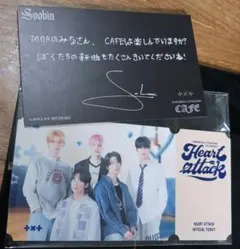 Soobin
MOAのみなさん、CAFEは楽しんでいますか?
ぼくたちの新曲もたくさんきいてくださいね!
CAFE
Heart
attack
HEART ATTACK
OFFICIAL TICKET